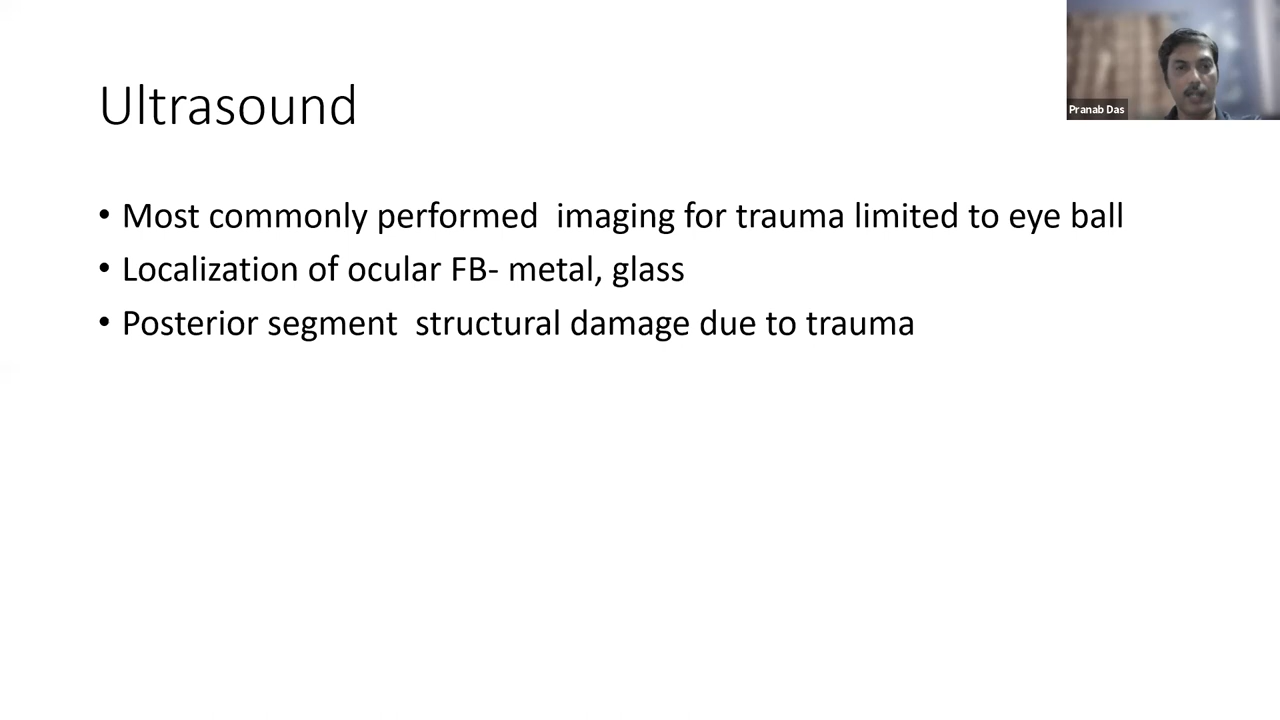 Ultrasound
Pranab Das
• Most commonly performed  imaging for trauma limited to eye ball
• Localization of ocular FB- metal, glass
• Posterior segment  structural damage due to trauma